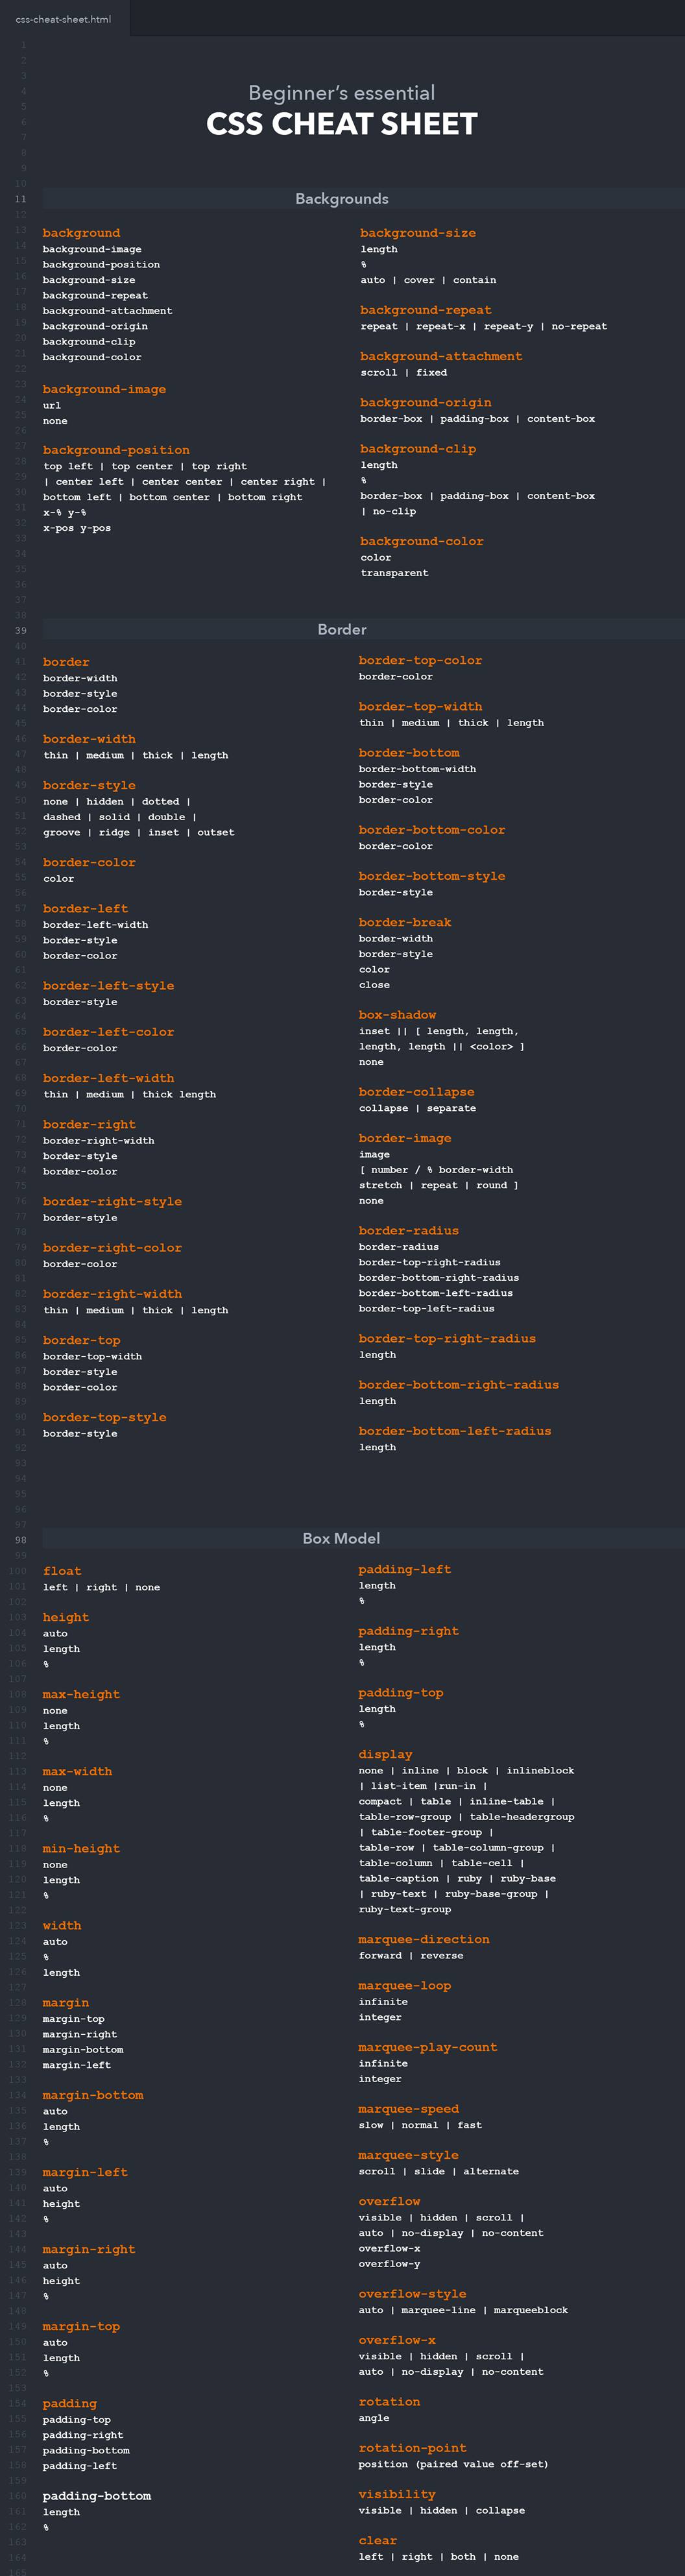 css-cheat-sheet.html
Beginner’s essential
CSS CHEAT SHEET
Backgrounds
background
background-image
background-position
background-size
background-repeat
background-attachment
background-origin
background-clip
background-color
background-image
url
none
background-position
top left | top center | top right
| center left | center center | center right |
bottom left | bottom center | bottom right
x-% y-%
x-pos y-pos
background-size
length
%
auto | cover | contain
background-repeat
repeat | repeat-x | repeat-y | no-repeat
background-attachment
scroll | fixed
background-origin
border-box | padding-box | content-box
background-clip
length
%
border-box | padding-box | content-box
| no-clip
background-color
color
transparent
Border
border
border-width
border-style
border-color
border-width
thin | medium | thick | length
border-style
none | hidden | dotted |
dashed | solid | double |
groove | ridge | inset | outset
border-color
color
border-left
border-left-width
border-style
border-color
border-left-style
border-style
border-left-color
border-color
border-left-width
thin | medium | thick length
border-right
border-right-width
border-style
border-color
border-right-style
border-style
border-right-color
border-color
border-right-width
thin | medium | thick | length
border-top
border-top-width
border-style
border-color
border-top-style
border-style
border-top-color
border-color
border-top-width
thin | medium | thick | length
border-bottom
border-bottom-width
border-style
border-color
border-bottom-color
border-color
border-bottom-style
border-style
border-break
border-width
border-style
color
close
box-shadow
inset || [ length, length,
length, length || <color> ]
none
border-collapse
collapse | separate
border-image
image
[ number / % border-width
stretch | repeat | round ]
none
border-radius
border-radius
border-top-right-radius
border-bottom-right-radius
border-bottom-left-radius
border-top-left-radius
border-top-right-radius
length
border-bottom-right-radius
length
border-bottom-left-radius
length
Box Model
float
left | right | none
height
auto
length
%
max-height
none
length
%
max-width
none
length
%
min-height
none
length
%
width
auto
%
length
margin
margin-top
margin-right
margin-bottom
margin-left
margin-bottom
auto
length
%
margin-left
auto
height
%
margin-right
auto
height
%
margin-top
auto
length
%
padding
padding-top
padding-right
padding-bottom
padding-left
padding-bottom
length
%
padding-left
length
%
padding-right
length
%
padding-top
length
%
display
none | inline | block | inlineblock
| list-item |run-in |
compact | table | inline-table |
table-row-group | table-headergroup
| table-footer-group |
table-row | table-column-group |
table-column | table-cell |
table-caption | ruby | ruby-base
| ruby-text | ruby-base-group |
ruby-text-group
marquee-direction
forward | reverse
marquee-loop
infinite
integer
marquee-play-count
infinite
integer
marquee-speed
slow | normal | fast
marquee-style
scroll | slide | alternate
overflow
visible | hidden | scroll |
auto | no-display | no-content
overflow-x
overflow-y
overflow-style
auto | marquee-line | marqueeblock
overflow-x
visible | hidden | scroll |
auto | no-display | no-content
rotation
angle
rotation-point
position (paired value off-set)
visibility
visible | hidden | collapse
clear
left | right | both | none